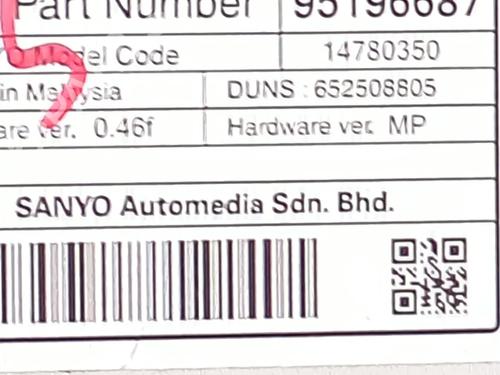 Part Number 95196687
Model Code 14780350
in Malaysia DUNS : 652508805
ver. 0.46f Hardware ver. MP
SANYO Automedia Sdn. Bhd.